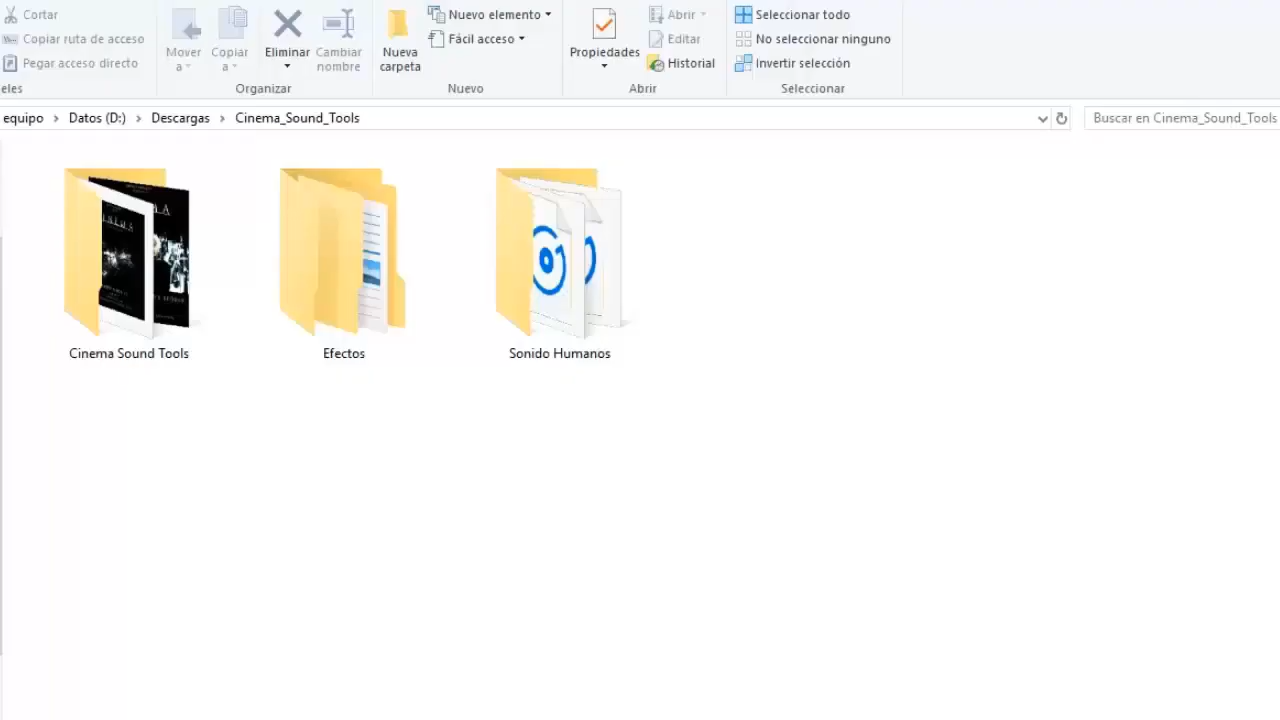 Cortar
Copiar ruta de acceso
Pegar acceso directo
eles
Mover a
Copiar a
Eliminar
Cambiar nombre
Organizar
Nueva carpeta
Nuevo elemento
Fácil acceso
Nuevo
Propiedades
Abrir
Editar
Historial
Abrir
Seleccionar todo
No seleccionar ninguno
Invertir selección
Seleccionar
equipo > Datos (D:) > Descargas > Cinema_Sound_Tools
Buscar en Cinema_Sound_Tools
Cinema Sound Tools
Efectos
Sonido Humanos